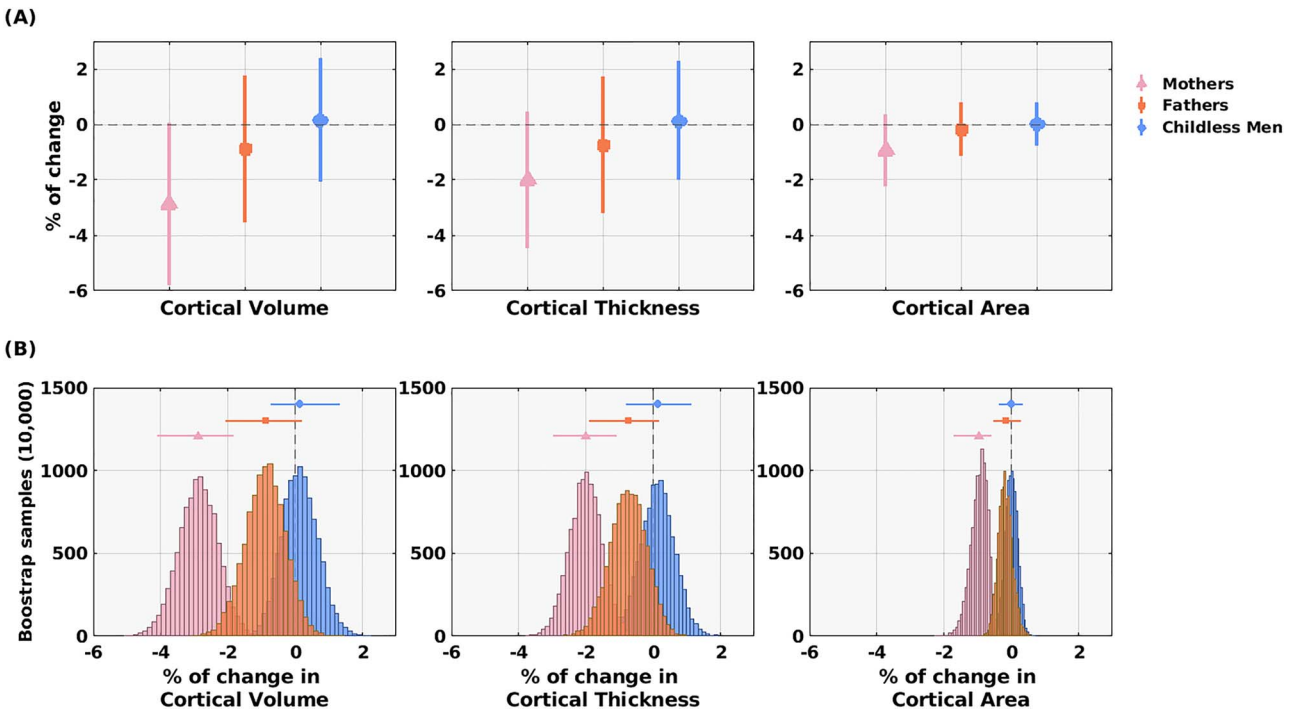 (A)
2
0
-2
-4
-6
% of change
Cortical Volume
2
0
-2
-4
-6
Cortical Thickness
2
0
-2
-4
-6
Cortical Area
Mothers
Fathers
Childless Men
(B)
Boostrap samples (10,000)
1500
1000
500
0
-6 -4 -2 0 2
% of change in
Cortical Volume
1500
1000
500
0
-6 -4 -2 0 2
% of change in
Cortical Thickness
1500
1000
500
0
-6 -4 -2 0 2
% of change in
Cortical Area